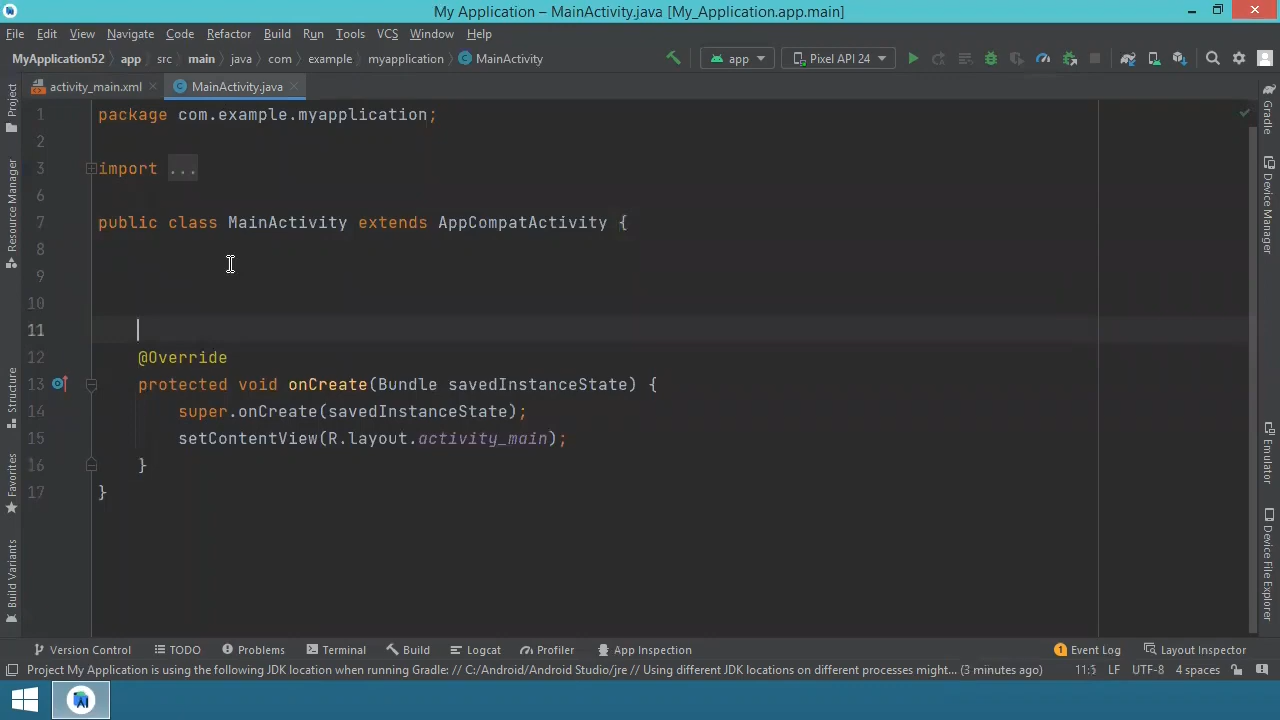 My Application – MainActivity.java [My_Application.app.main]
File Edit View Navigate Code Refactor Build Run Tools VCS Window Help
MyApplication52 app src main java com example myapplication MainActivity app Pixel API 24
activity_main.xml MainActivity.java
Project
Resource Manager
Structure
Favorites
Build Variants
1 package com.example.myapplication;
2
3 import ...
6
7 public class MainActivity extends AppCompatActivity {
8
9
10
11
12 @Override
13 protected void onCreate(Bundle savedInstanceState) {
14 super.onCreate(savedInstanceState);
15 setContentView(R.layout.activity_main);
16 }
17 }
Gradle
Device Manager
Emulator
Device File Explorer
Version Control TODO Problems Terminal Build Logcat Profiler App Inspection 1 Event Log Layout Inspector
Project My Application is using the following JDK location when running Gradle: // C:/Android/Android Studio/jre // Using different JDK locations on different processes might... (3 minutes ago) 11:5 LF UTF-8 4 spaces